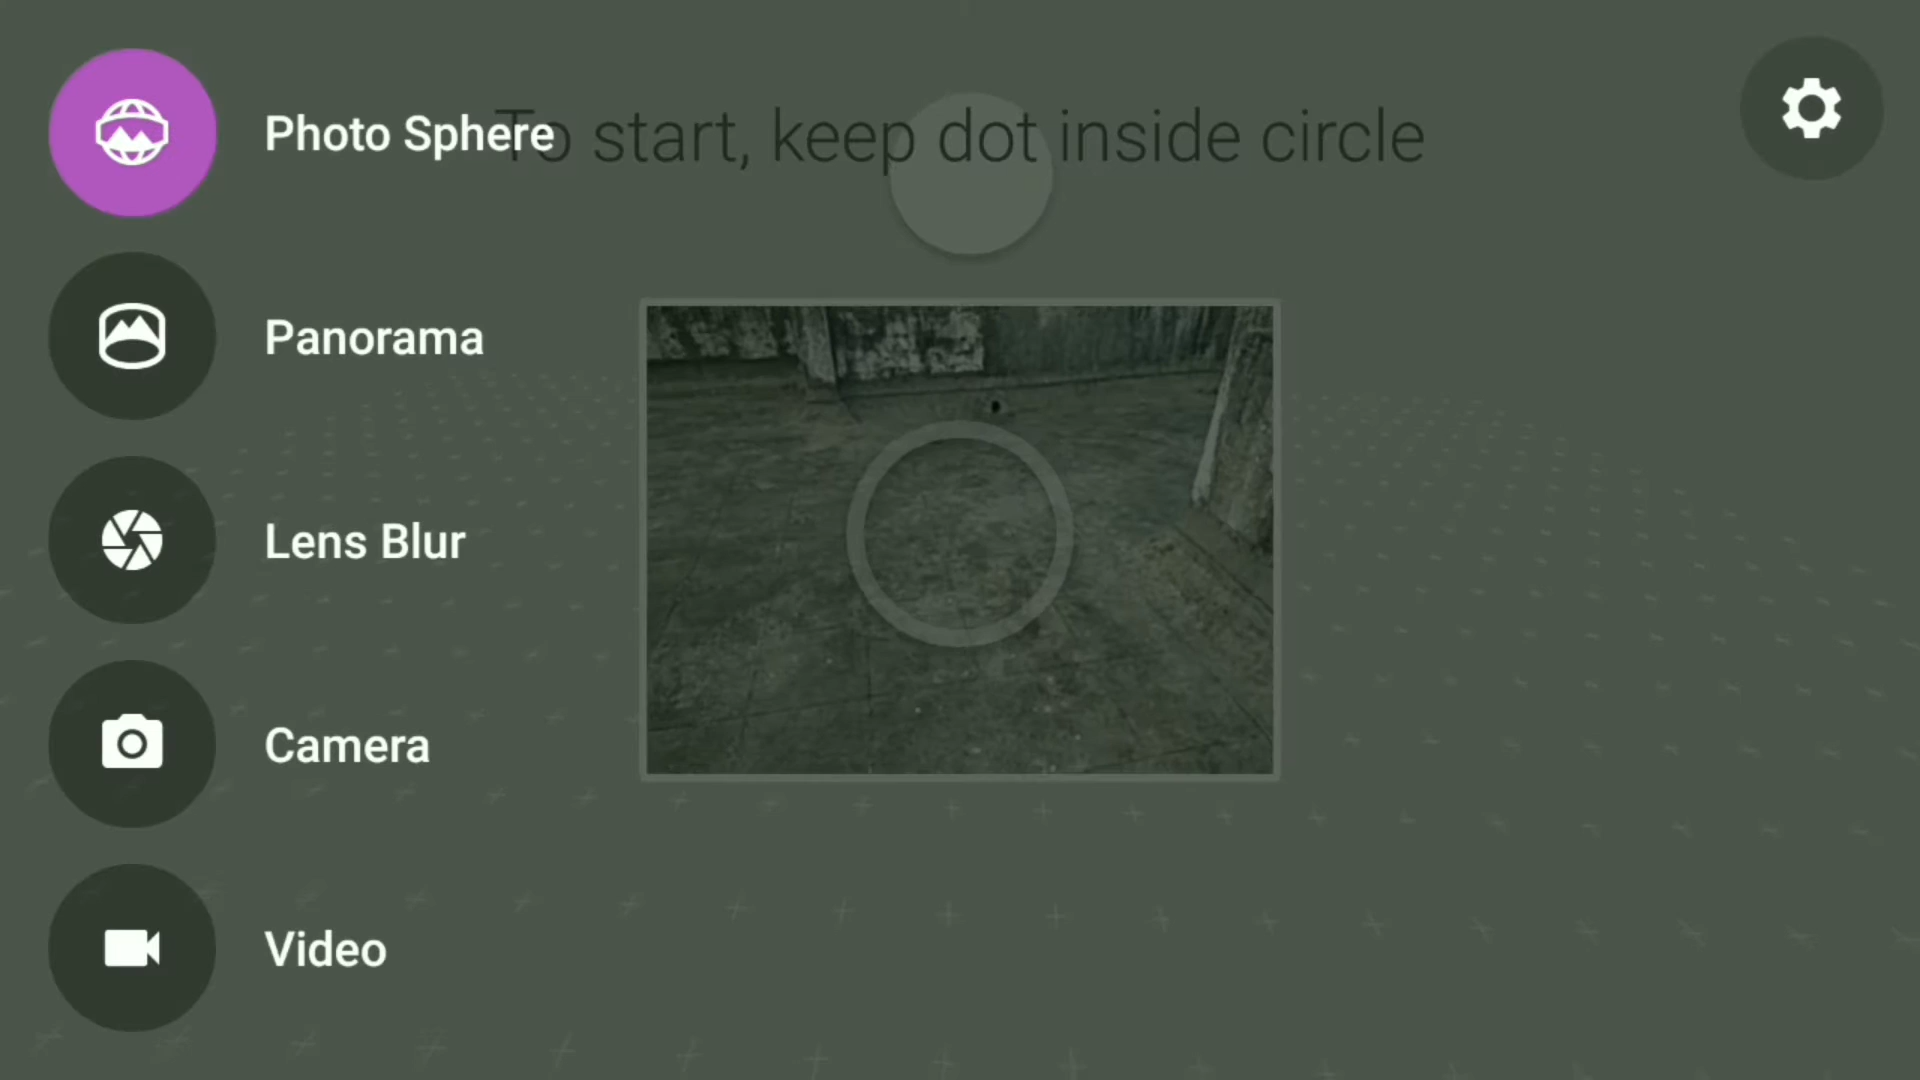 Photo Sphere
To start, keep dot inside circle
Panorama
Lens Blur
Camera
Video